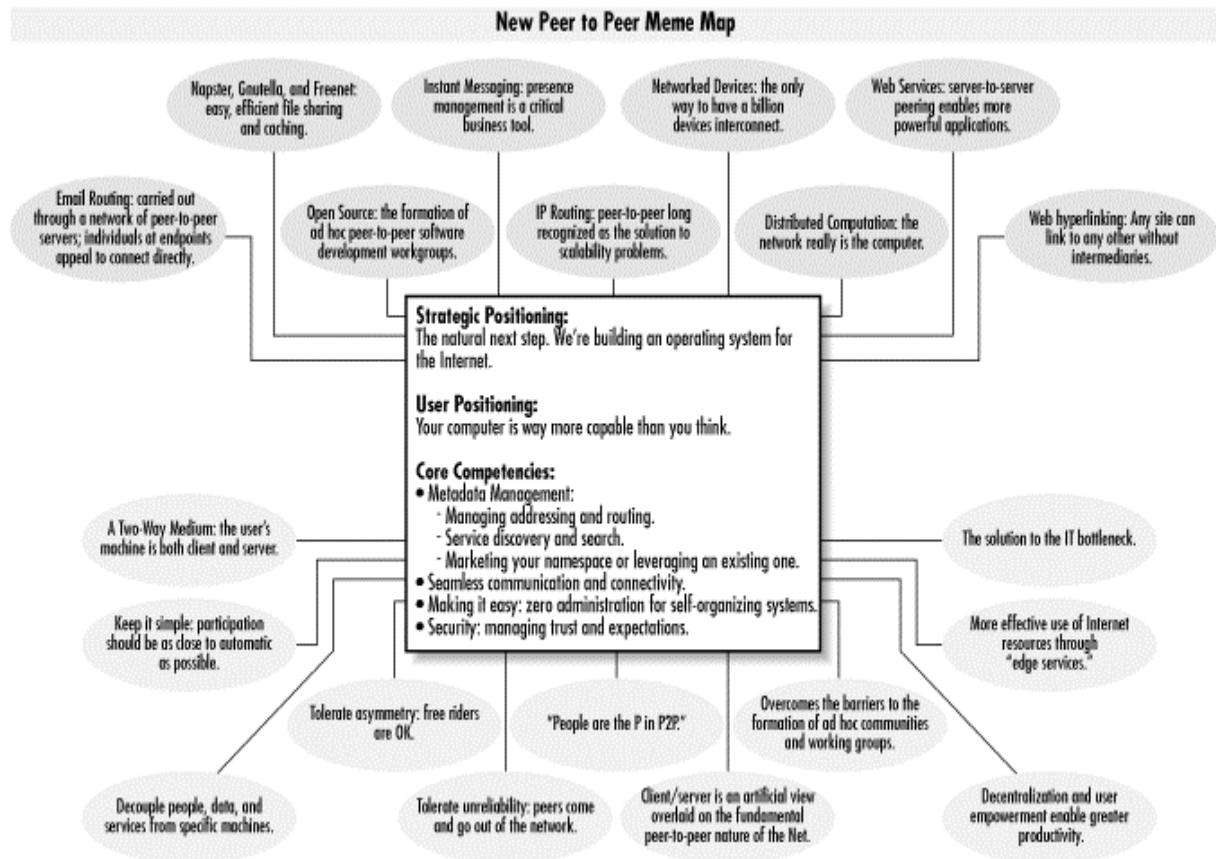 New Peer to Peer Meme Map
Napster, Gnutella, and Freenet:
easy, efficient file sharing
and caching.
Instant Messaging: presence
management is a critical
business tool.
Networked Devices: the only
way to have a billion
devices interconnect.
Web Services: server-to-server
peering enables more
powerful applications.
Email Routing: carried out
through a network of peer-to-peer
servers; individuals at endpoints
appeal to connect directly.
Open Source: the formation of
ad hoc peer-to-peer software
development workgroups.
IP Routing: peer-to-peer long
recognized as the solution to
scalability problems.
Distributed Computation: the
network really is the computer.
Web hyperlinking: Any site can
link to any other without
intermediaries.
Strategic Positioning:
The natural next step. We're building an operating system for
the Internet.
User Positioning:
Your computer is way more capable than you think.
Core Competencies:
• Metadata Management:
- Managing addressing and routing.
- Service discovery and search.
- Marketing your namespace or leveraging an existing one.
• Seamless communication and connectivity.
• Making it easy: zero administration for self-organizing systems.
• Security: managing trust and expectations.
A Two-Way Medium: the user's
machine is both client and server.
The solution to the IT bottleneck.
Keep it simple: participation
should be as close to automatic
as possible.
More effective use of Internet
resources through
"edge services."
Tolerate asymmetry: free riders
are OK.
"People are the P in P2P."
Overcomes the barriers to the
formation of ad hoc communities
and working groups.
Decouple people, data, and
services from specific machines.
Tolerate unreliability: peers come
and go out of the network.
Client/server is an artificial view
overlaid on the fundamental
peer-to-peer nature of the Net.
Decentralization and user
empowerment enable greater
productivity.